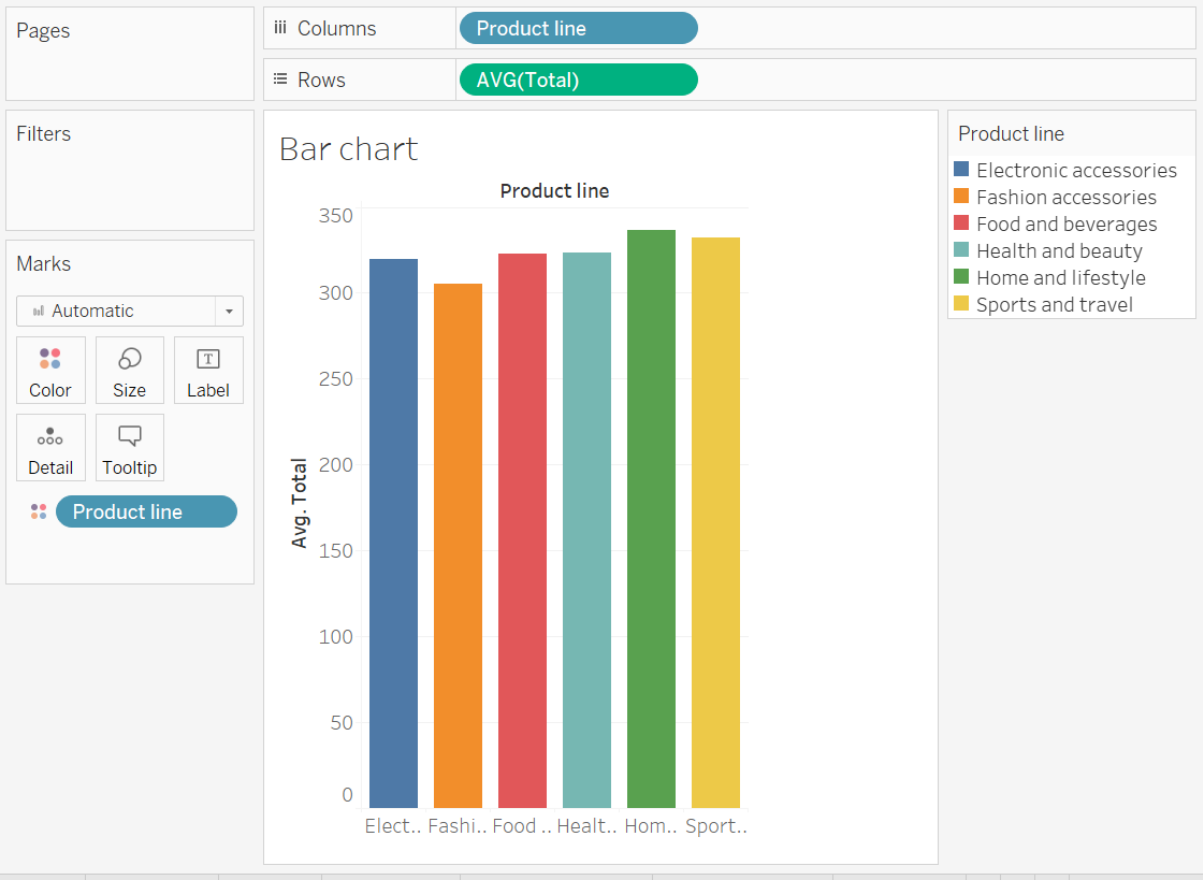 Pages
Columns
Product line
Rows
AVG(Total)
Filters
Marks
Automatic
Color
Size
T
Label
Detail
Tooltip
Product line
Bar chart
Product line
350
300
250
200
150
100
50
0
Avg. Total
Elect.. Fashi.. Food .. Healt.. Hom.. Sport..
Product line
Electronic accessories
Fashion accessories
Food and beverages
Health and beauty
Home and lifestyle
Sports and travel